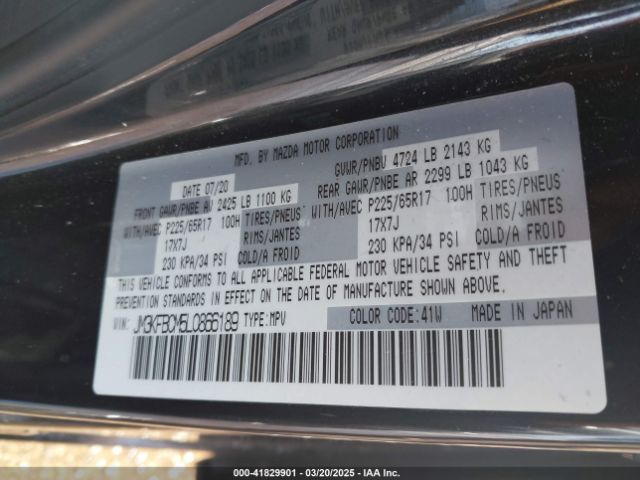 MFD. BY MAZDA MOTOR CORPORATION
DATE 07/20 GVWR/PNBV 4724 LB 2143 KG
FRONT GAWR/PNBE AV 2425 LB 1100 KG REAR GAWR/PNBE AR 2299 LB 1043 KG
WITH/AVEC P225/65R17 100H TIRES/PNEUS WITH/AVEC P225/65R17 100H TIRES/PNEUS
17X7J RIMS/JANTES 17X7J RIMS/JANTES
230 KPA/34 PSI COLD/A FROID 230 KPA/34 PSI COLD/A FROID
THIS VEHICLE CONFORMS TO ALL APPLICABLE FEDERAL MOTOR VEHICLE SAFETY AND THEFT
PREVENTION STANDARDS IN EFFECT ON THE DATE OF MANUFACTURE SHOWN ABOVE.
VIN: JM3KFBCM5L0866189 TYPE:MPV COLOR CODE:41W MADE IN JAPAN
000-41829901 - 03/20/2025 - IAA Inc.